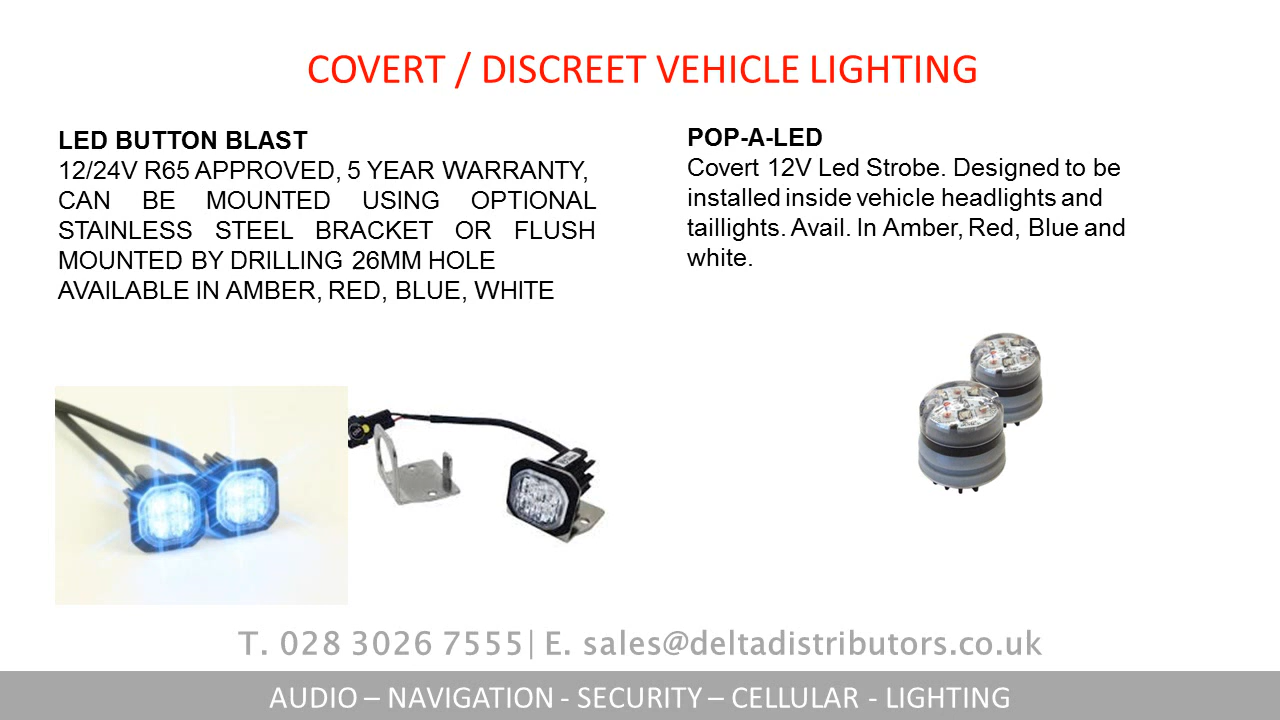 COVERT / DISCREET VEHICLE LIGHTING
LED BUTTON BLAST
12/24V R65 APPROVED, 5 YEAR WARRANTY,
CAN BE MOUNTED USING OPTIONAL
STAINLESS STEEL BRACKET OR FLUSH
MOUNTED BY DRILLING 26MM HOLE
AVAILABLE IN AMBER, RED, BLUE, WHITE
POP-A-LED
Covert 12V Led Strobe. Designed to be
installed inside vehicle headlights and
taillights. Avail. In Amber, Red, Blue and
white.
T. 028 3026 7555| E. sales@deltadistributors.co.uk
AUDIO – NAVIGATION - SECURITY – CELLULAR - LIGHTING